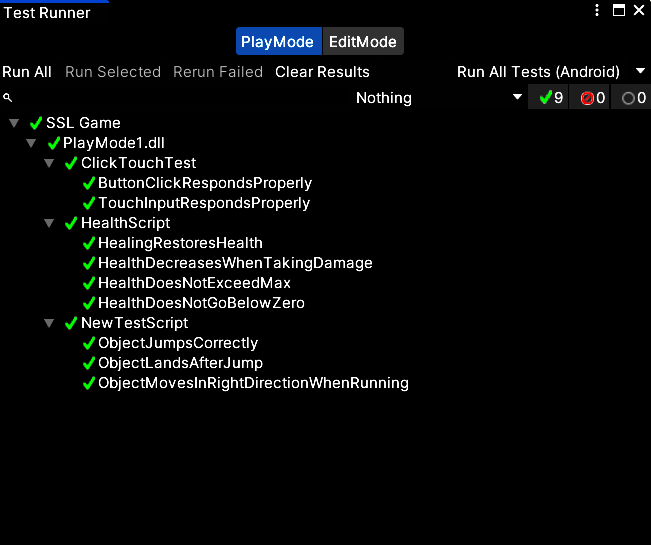 Test Runner
PlayMode EditMode
Run All Run Selected Rerun Failed Clear Results Run All Tests (Android)
Nothing 9 0 0
SSL Game
PlayMode1.dll
ClickTouchTest
ButtonClickRespondsProperly
TouchInputRespondsProperly
HealthScript
HealingRestoresHealth
HealthDecreasesWhenTakingDamage
HealthDoesNotExceedMax
HealthDoesNotGoBelowZero
NewTestScript
ObjectJumpsCorrectly
ObjectLandsAfterJump
ObjectMovesInRightDirectionWhenRunning